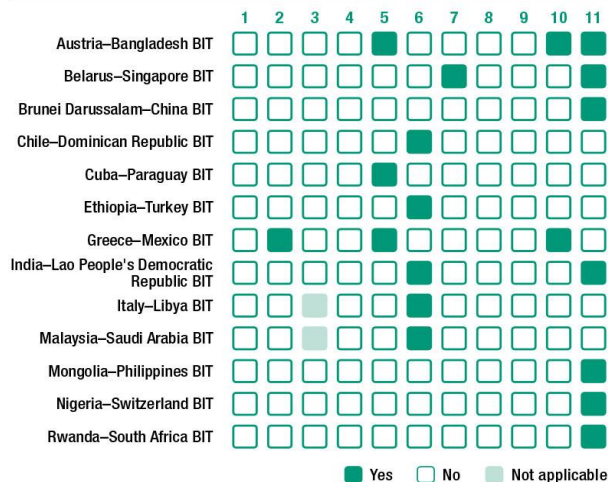 1 2 3 4 5 6 7 8 9 10 11
Austria–Bangladesh BIT
Belarus–Singapore BIT
Brunei Darussalam–China BIT
Chile–Dominican Republic BIT
Cuba–Paraguay BIT
Ethiopia–Turkey BIT
Greece–Mexico BIT
India–Lao People's Democratic
Republic BIT
Italy–Libya BIT
Malaysia–Saudi Arabia BIT
Mongolia–Philippines BIT
Nigeria–Switzerland BIT
Rwanda–South Africa BIT
Yes No Not applicable